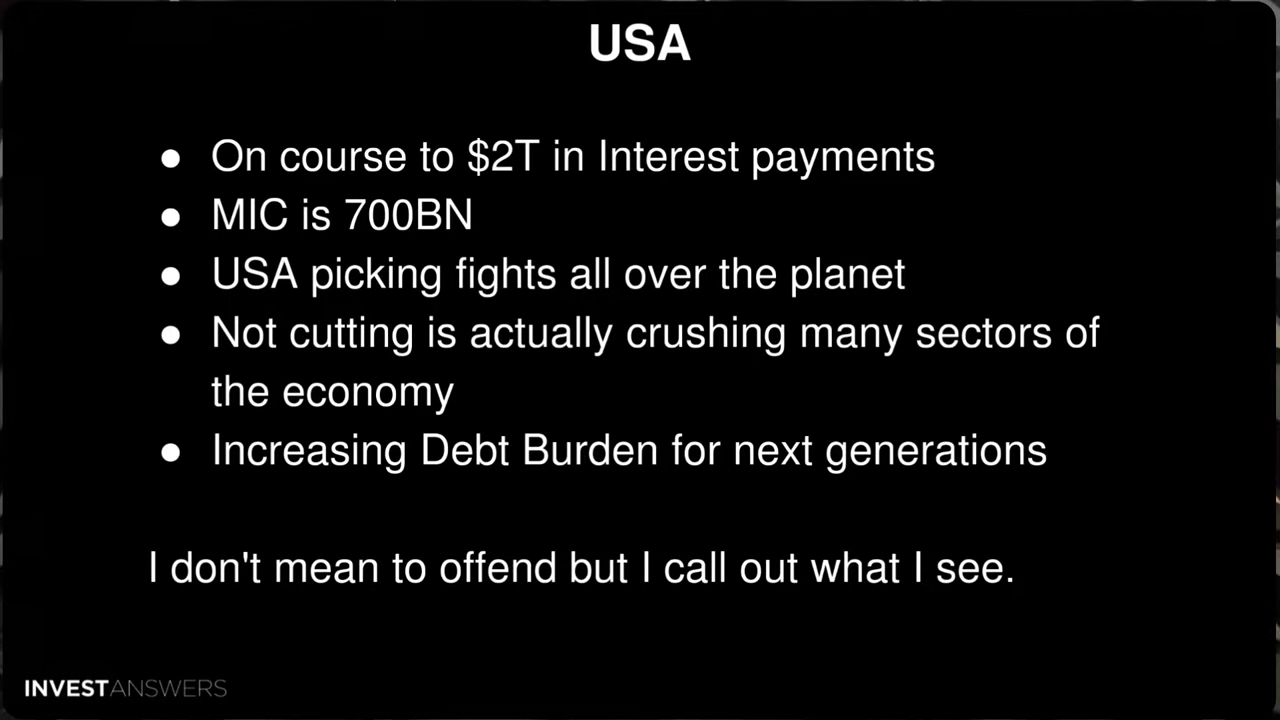 USA
● On course to $2T in Interest payments
● MIC is 700BN
● USA picking fights all over the planet
● Not cutting is actually crushing many sectors of
the economy
● Increasing Debt Burden for next generations
I don't mean to offend but I call out what I see.
INVESTANSWERS